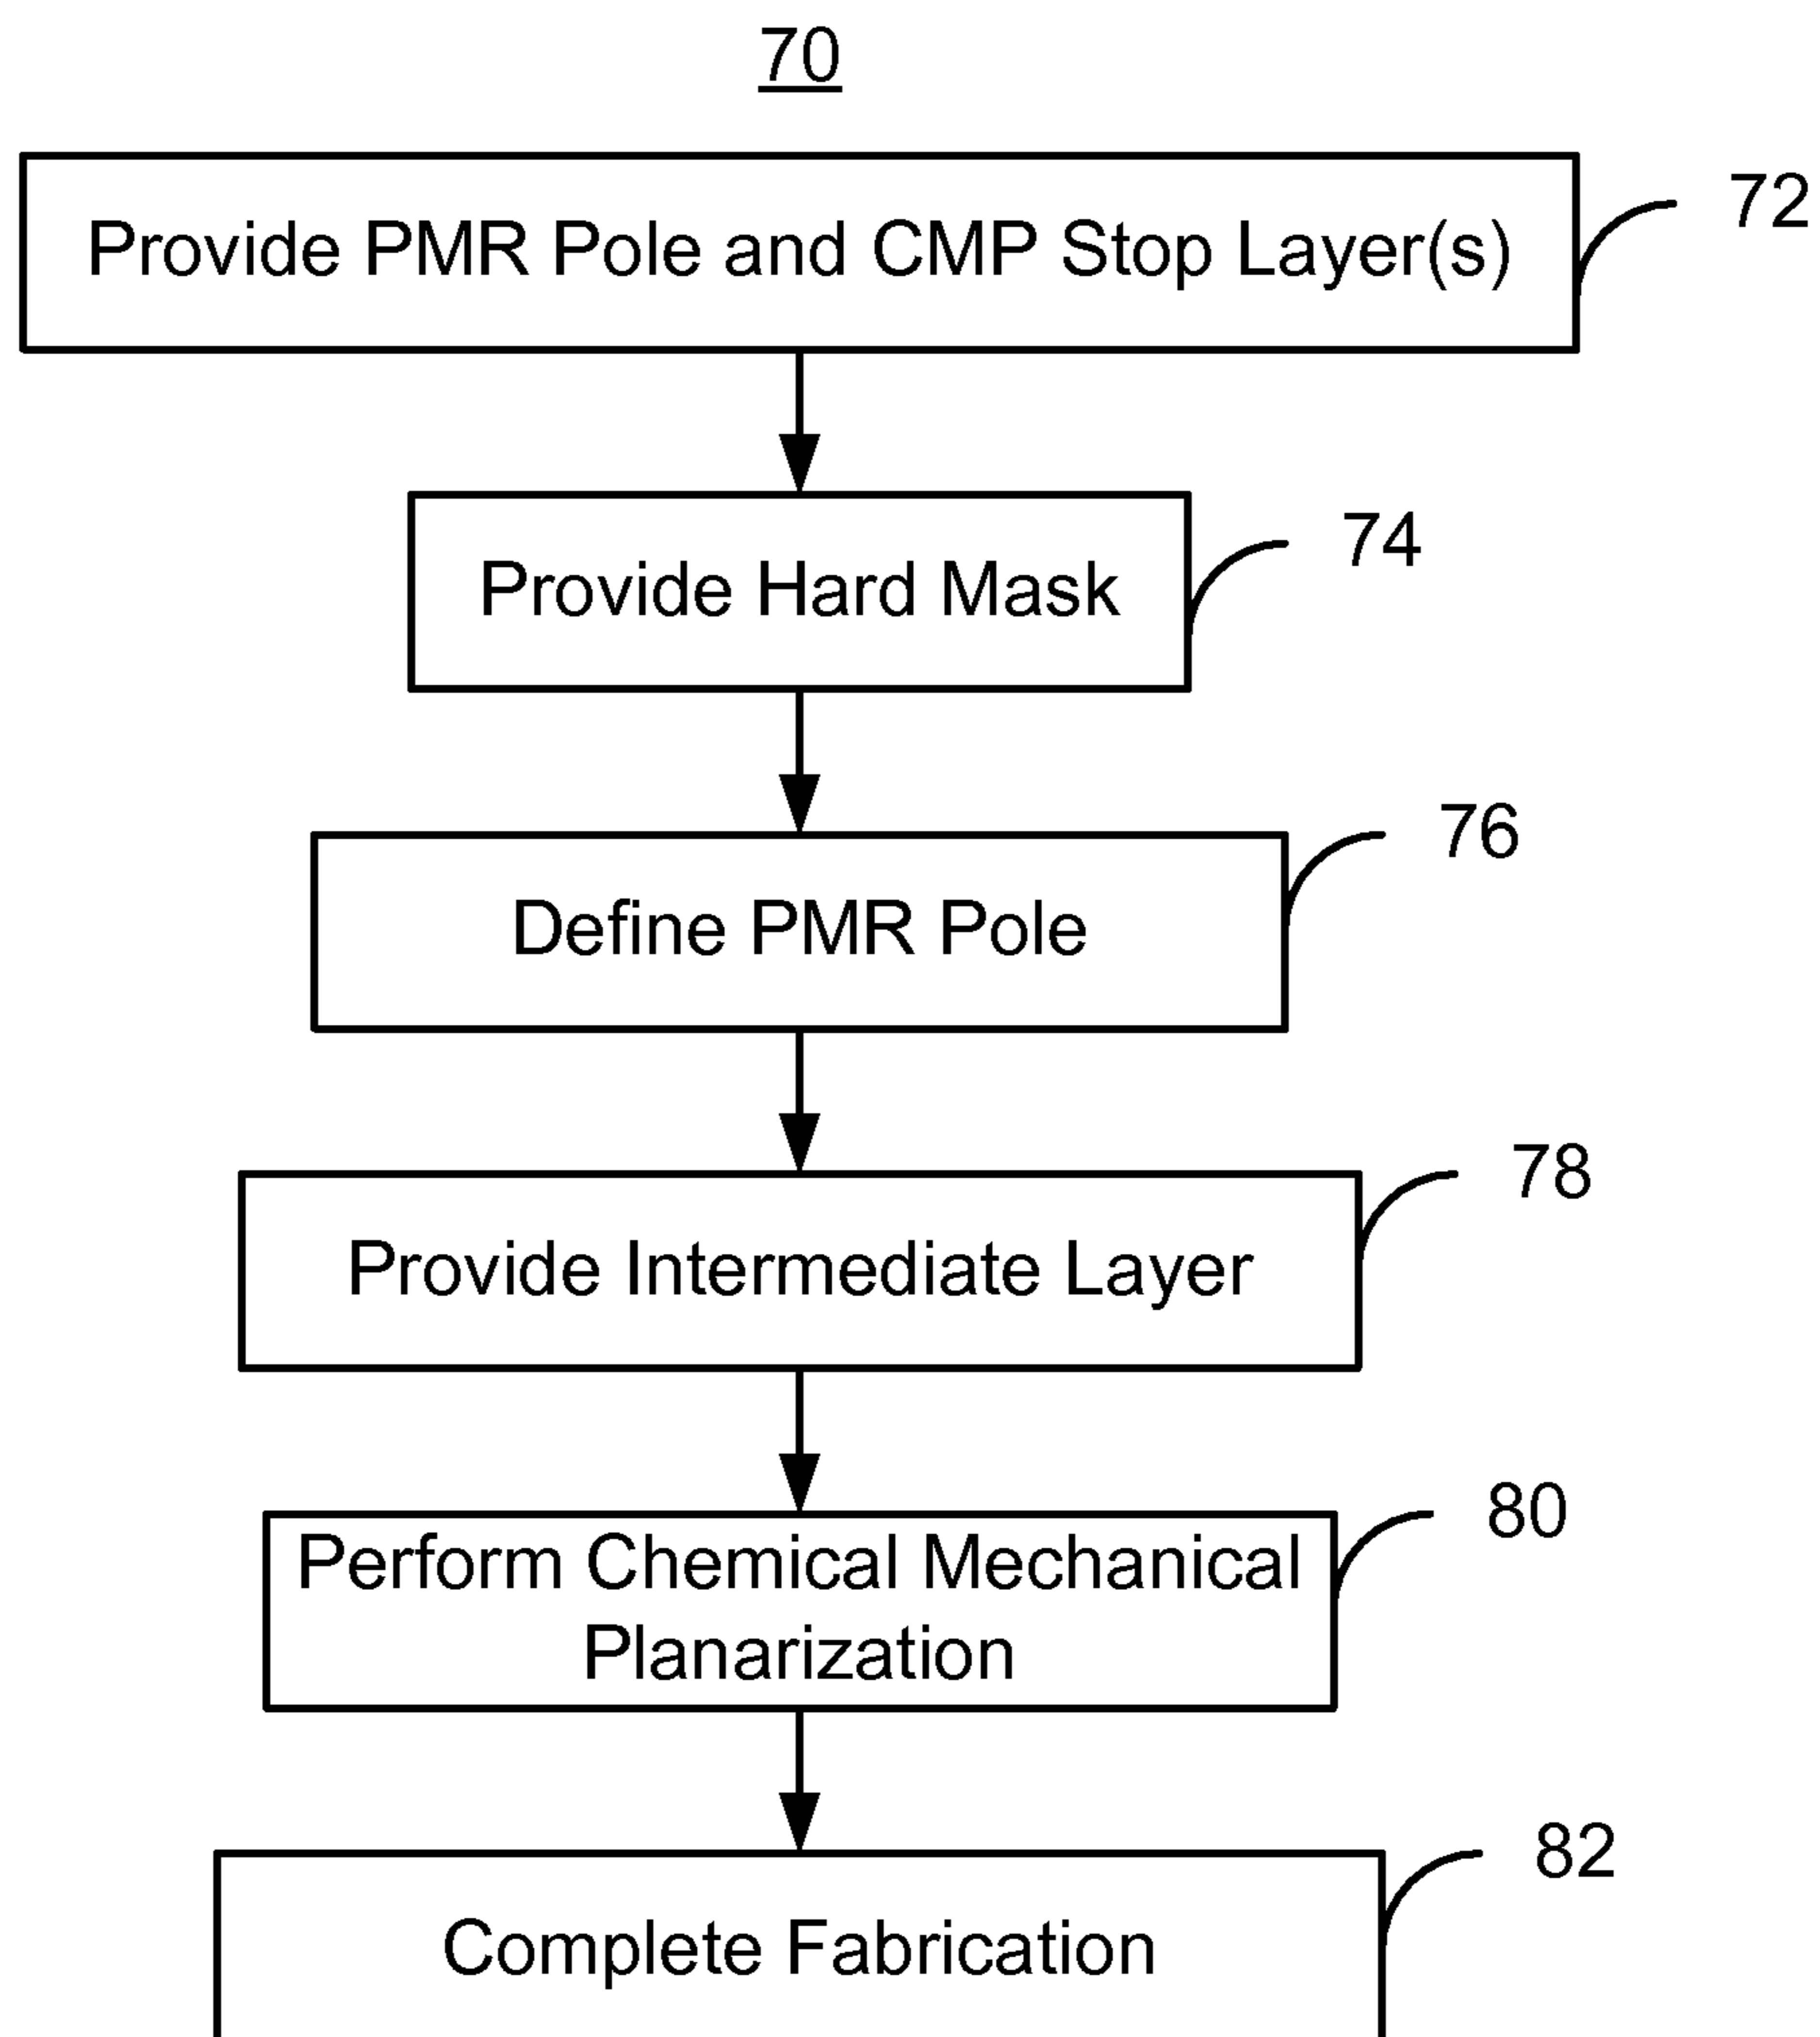 70
Provide PMR Pole and CMP Stop Layer(s)
72
Provide Hard Mask
74
Define PMR Pole
76
Provide Intermediate Layer
78
Perform Chemical Mechanical
Planarization
80
Complete Fabrication
82